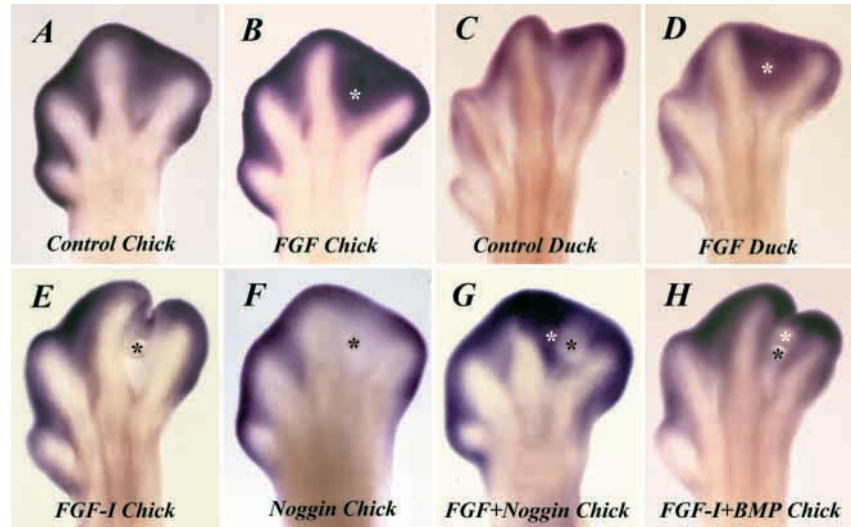 A
Control Chick
B
*
FGF Chick
C
Control Duck
D
*
FGF Duck
E
*
FGF-I Chick
F
*
Noggin Chick
G
* *
FGF+Noggin Chick
H
*
*
FGF-I+BMP Chick